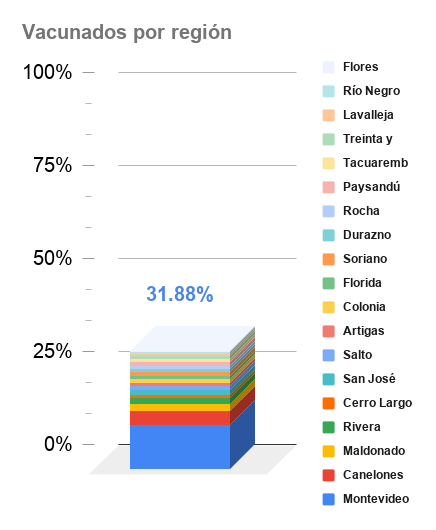 Vacunados por región
100%
75%
50%
25%
0%
31.88%
Flores
Río Negro
Lavalleja
Treinta y
Tacuaremb
Paysandú
Rocha
Durazno
Soriano
Florida
Colonia
Artigas
Salto
San José
Cerro Largo
Rivera
Maldonado
Canelones
Montevideo